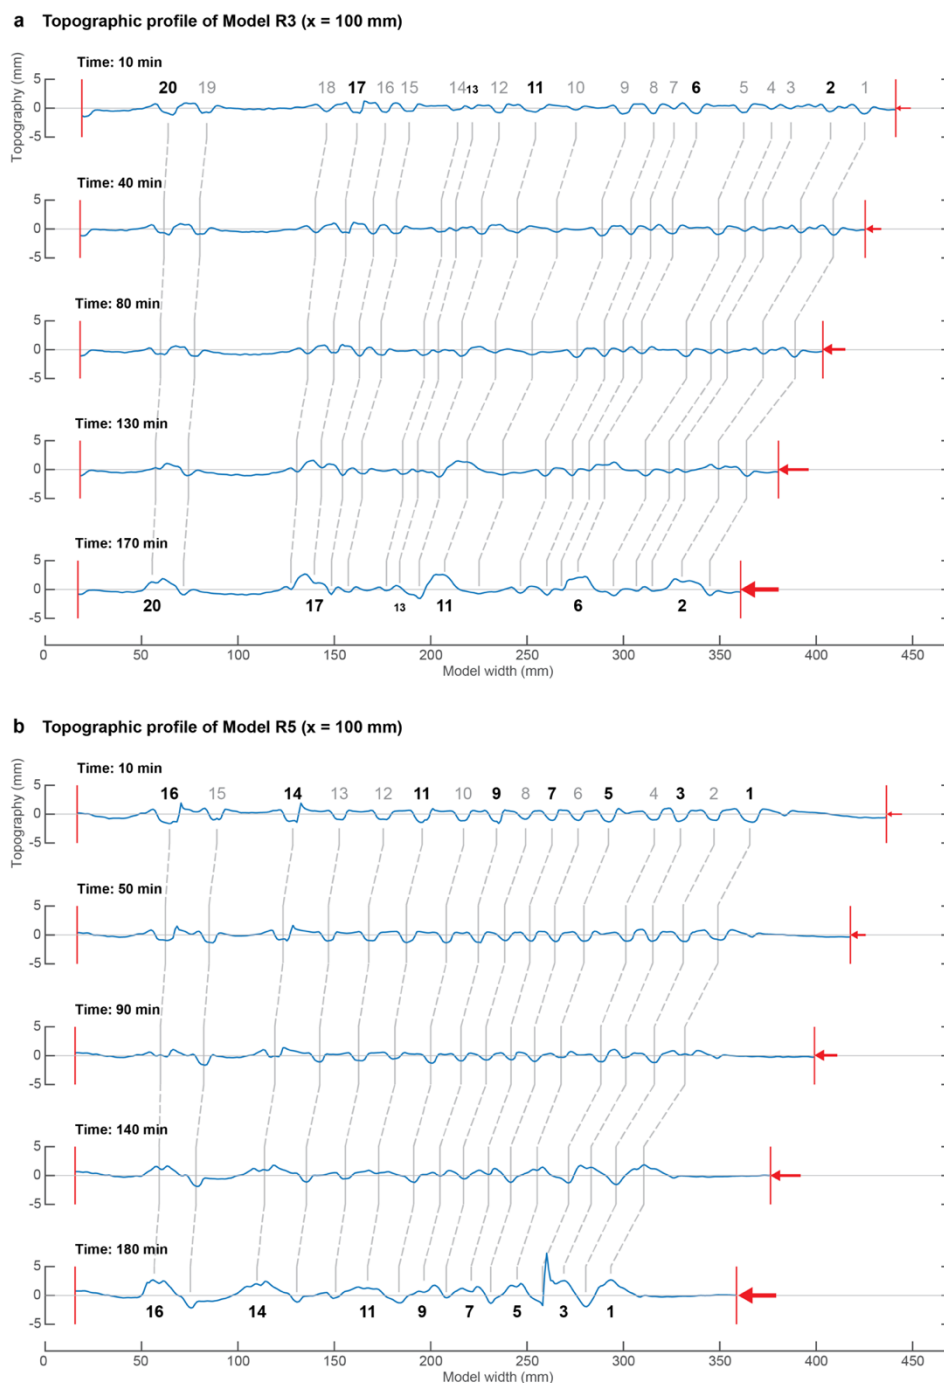 a Topographic profile of Model R3 (x = 100 mm)
Topography (mm)
Time: 10 min
20 19 18 17 16 15 14 13 12 11 10 9 8 7 6 5 4 3 2 1
5
0
-5
Time: 40 min
5
0
-5
Time: 80 min
5
0
-5
Time: 130 min
5
0
-5
Time: 170 min
5
0
-5
20 17 13 11 6 2
0 50 100 150 200 250 300 350 400 450
Model width (mm)
b Topographic profile of Model R5 (x = 100 mm)
Topography (mm)
Time: 10 min
16 15 14 13 12 11 10 9 8 7 6 5 4 3 2 1
5
0
-5
Time: 50 min
5
0
-5
Time: 90 min
5
0
-5
Time: 140 min
5
0
-5
Time: 180 min
5
0
-5
16 14 11 9 7 5 3 1
0 50 100 150 200 250 300 350 400 450
Model width (mm)